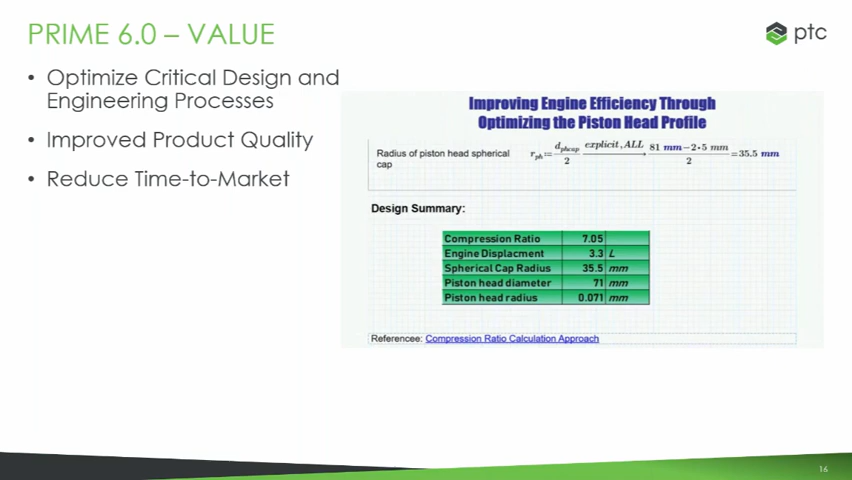 PRIME 6.0 – VALUE
ptc
• Optimize Critical Design and
Engineering Processes
• Improved Product Quality
• Reduce Time-to-Market
Improving Engine Efficiency Through
Optimizing the Piston Head Profile
Radius of piston head spherical
cap
r_ph = d_phcap / 2 explicit, ALL → (81 mm − 2 • 5 mm) / 2 = 35.5 mm
Design Summary:
Compression Ratio 7.05
Engine Displacment 3.3 L
Spherical Cap Radius 35.5 mm
Piston head diameter 71 mm
Piston head radius 0.071 mm
Referencee: Compression Ratio Calculation Approach
16